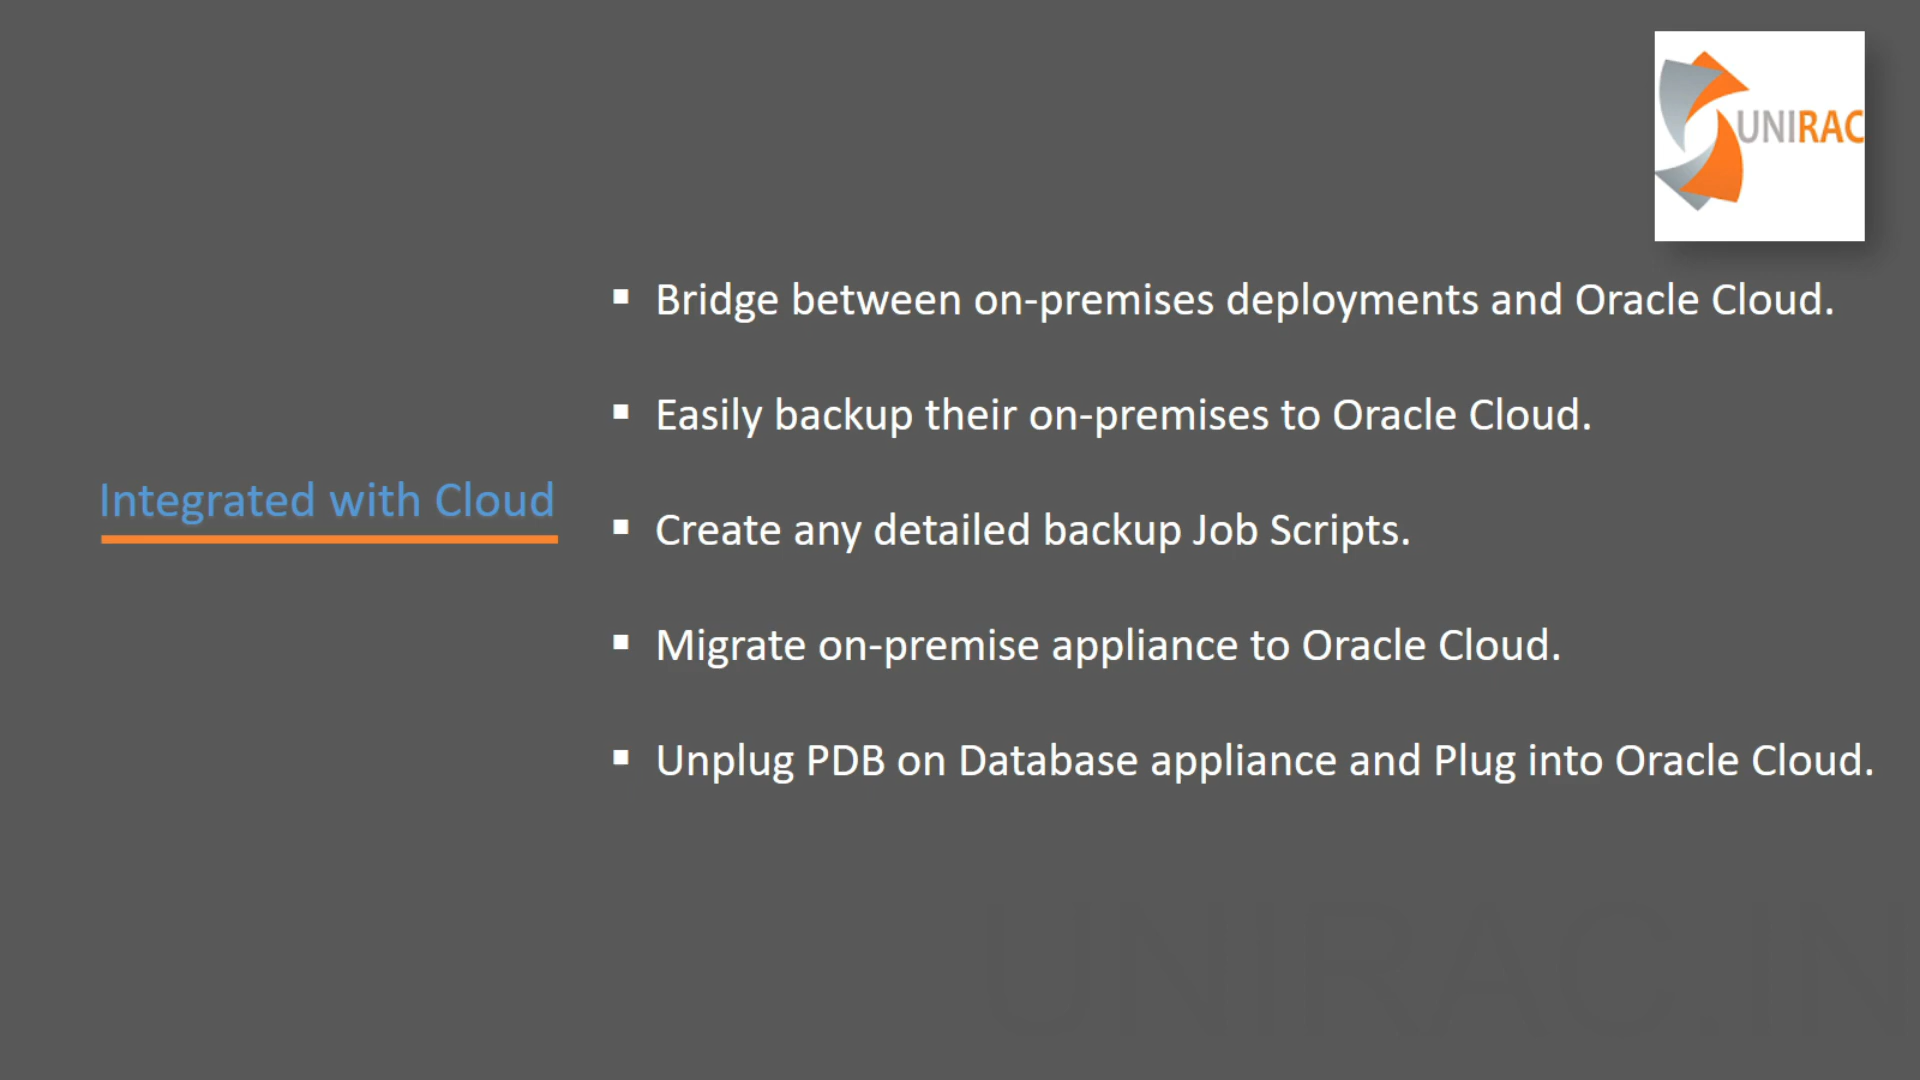 UNIRAC
Bridge between on-premises deployments and Oracle Cloud.
Easily backup their on-premises to Oracle Cloud.
Integrated with Cloud
Create any detailed backup Job Scripts.
Migrate on-premise appliance to Oracle Cloud.
Unplug PDB on Database appliance and Plug into Oracle Cloud.
UNIRAC.IN